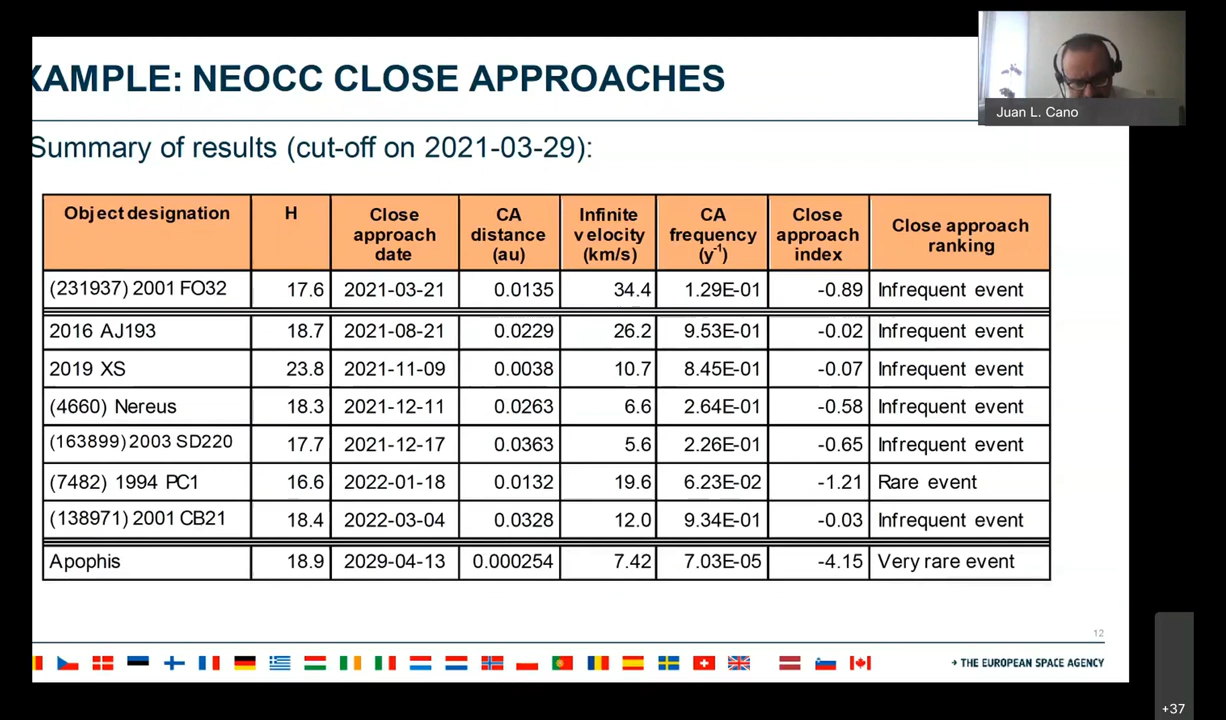 XAMPLE: NEOCC CLOSE APPROACHES
Juan L. Cano
Summary of results (cut-off on 2021-03-29):
Object designation H Close approach date CA distance (au) Infinite velocity (km/s) CA frequency (y-1) Close approach index Close approach ranking
(231937) 2001 FO32 17.6 2021-03-21 0.0135 34.4 1.29E-01 -0.89 Infrequent event
2016 AJ193 18.7 2021-08-21 0.0229 26.2 9.53E-01 -0.02 Infrequent event
2019 XS 23.8 2021-11-09 0.0038 10.7 8.45E-01 -0.07 Infrequent event
(4660) Nereus 18.3 2021-12-11 0.0263 6.6 2.64E-01 -0.58 Infrequent event
(163899) 2003 SD220 17.7 2021-12-17 0.0363 5.6 2.26E-01 -0.65 Infrequent event
(7482) 1994 PC1 16.6 2022-01-18 0.0132 19.6 6.23E-02 -1.21 Rare event
(138971) 2001 CB21 18.4 2022-03-04 0.0328 12.0 9.34E-01 -0.03 Infrequent event
Apophis 18.9 2029-04-13 0.000254 7.42 7.03E-05 -4.15 Very rare event
12
→ THE EUROPEAN SPACE AGENCY
+37